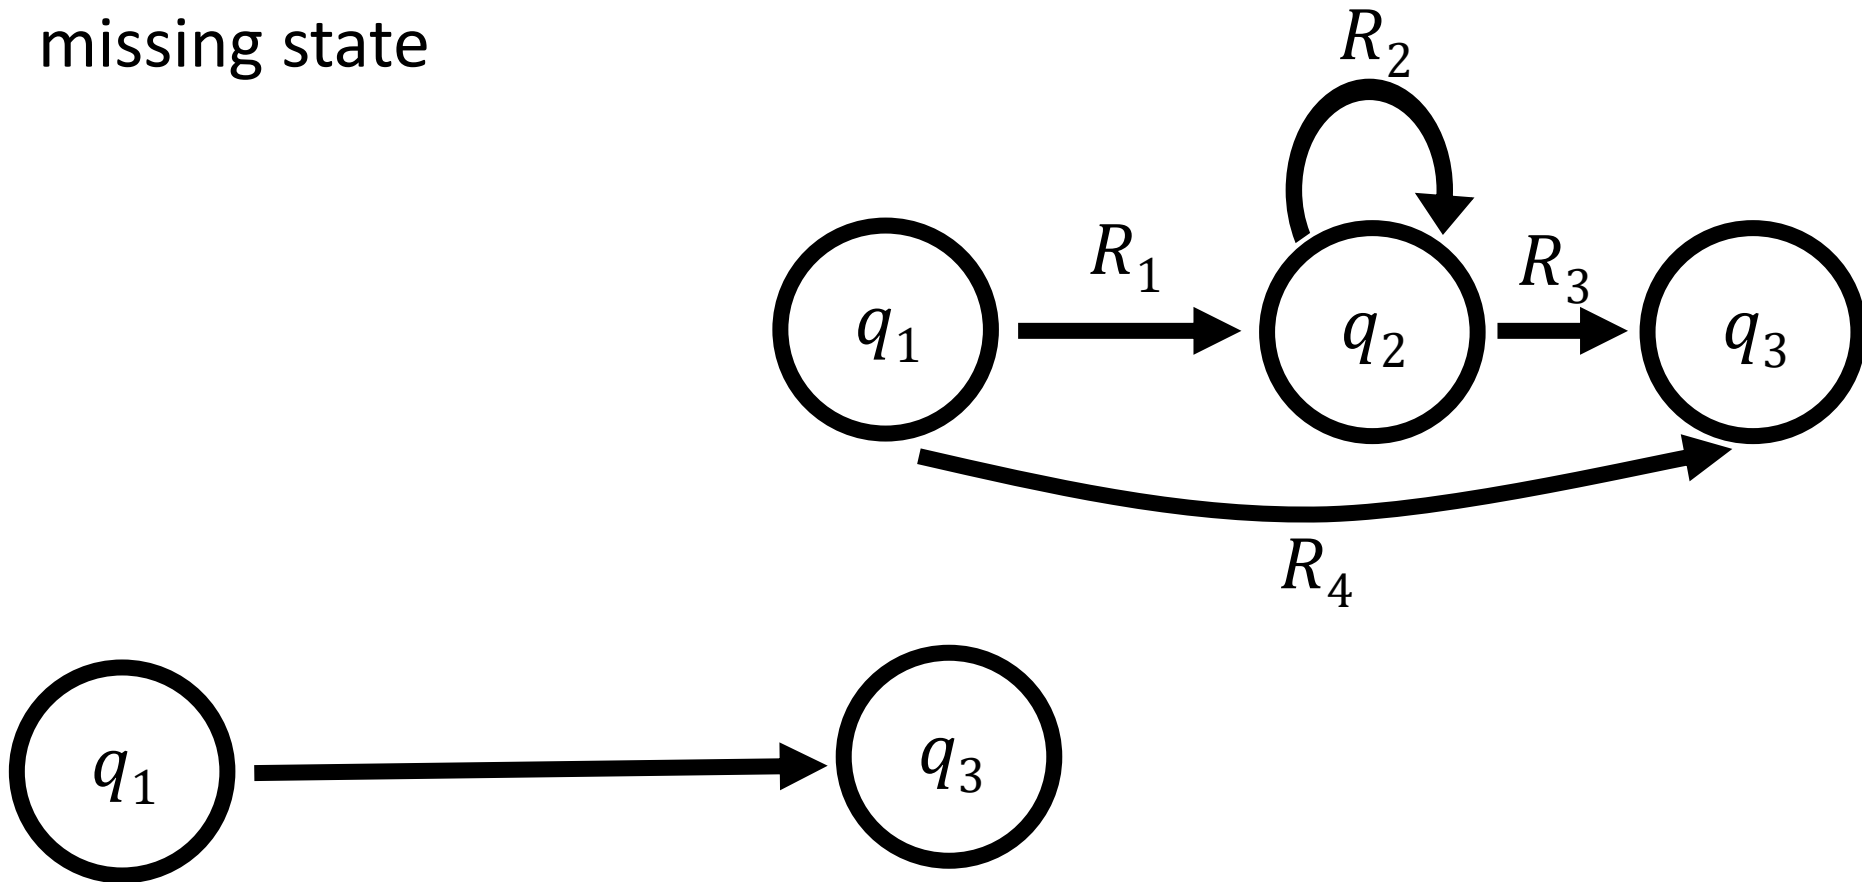 missing state
R₂
R₁
R₃
q₁
q₂
q₃
R₄
q₁
q₃